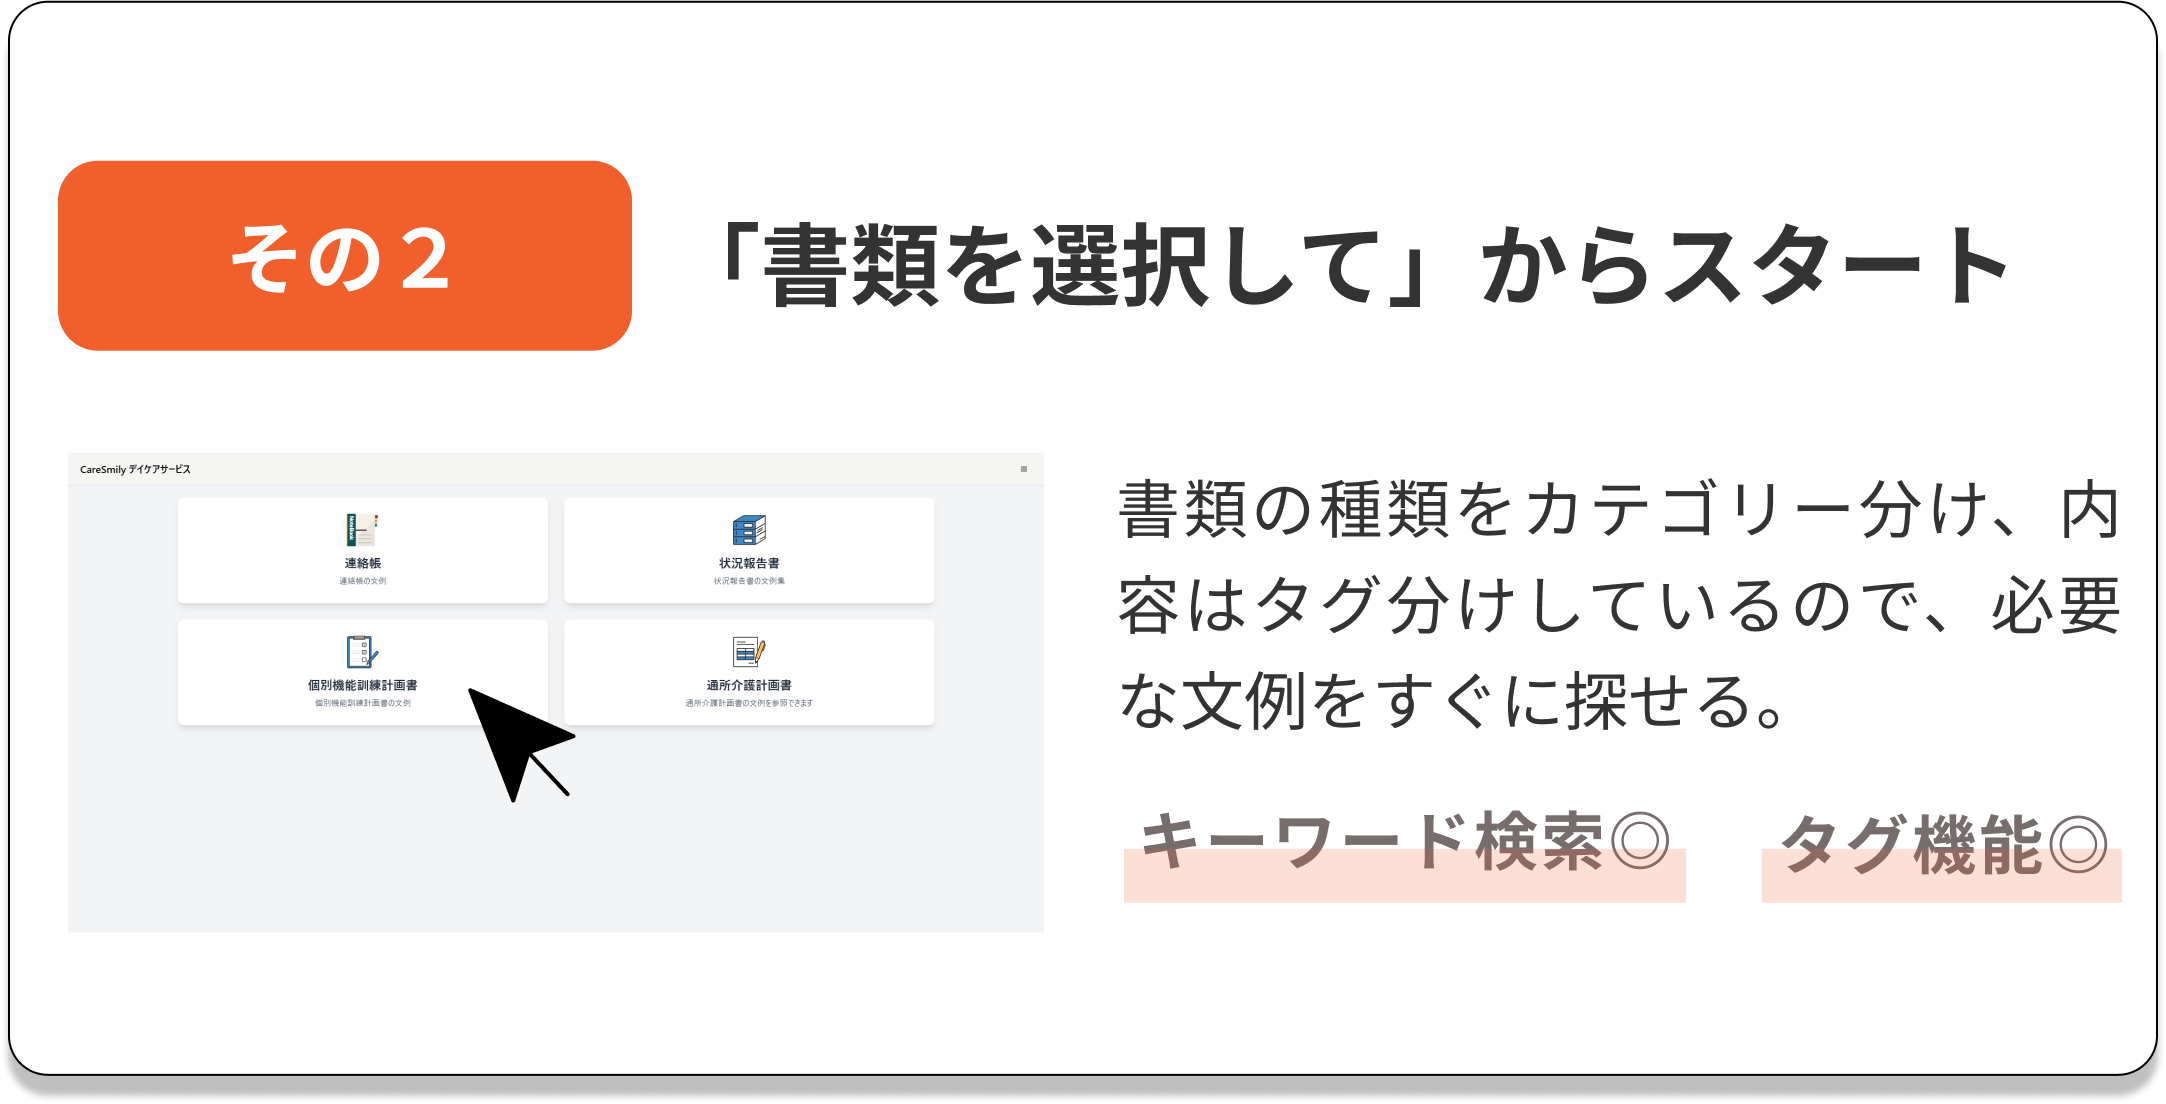 その2
「書類を選択して」からスタート
CareSmily デイケアサービス
連絡帳
連絡帳の文例
状況報告書
状況報告書の文例集
個別機能訓練計画書
個別機能訓練計画書の文例
通所介護計画書
通所介護計画書の文例を参照できます
書類の種類をカテゴリー分け、内
容はタグ分けしているので、必要
な文例をすぐに探せる。
キーワード検索◎
タグ機能◎